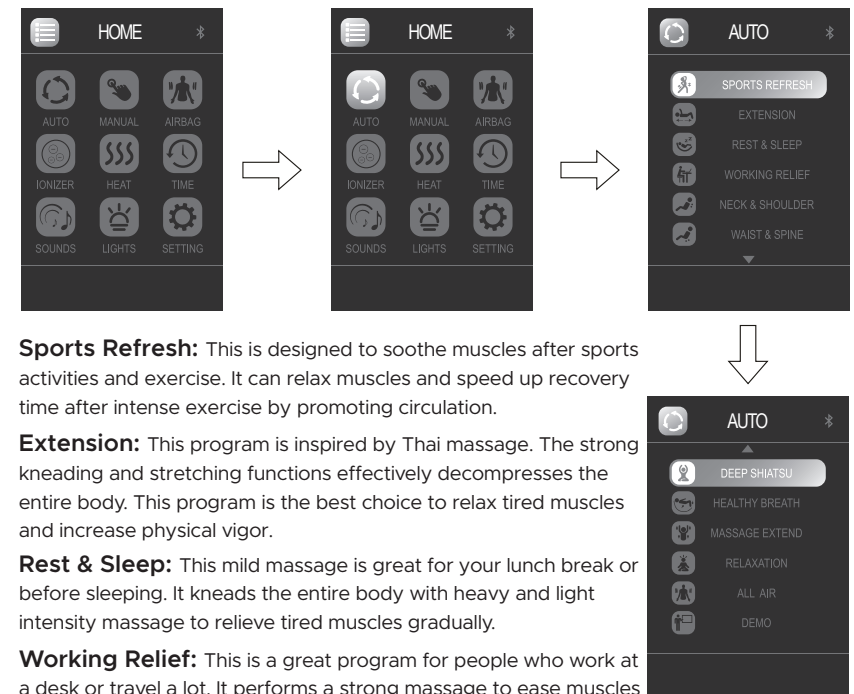 HOME
AUTO MANUAL AIRBAG
IONIZER HEAT TIME
SOUNDS LIGHTS SETTING
HOME
AUTO MANUAL AIRBAG
IONIZER HEAT TIME
SOUNDS LIGHTS SETTING
AUTO
SPORTS REFRESH
EXTENSION
REST & SLEEP
WORKING RELIEF
NECK & SHOULDER
WAIST & SPINE
Sports Refresh: This is designed to soothe muscles after sports
activities and exercise. It can relax muscles and speed up recovery
time after intense exercise by promoting circulation.
Extension: This program is inspired by Thai massage. The strong
kneading and stretching functions effectively decompresses the
entire body. This program is the best choice to relax tired muscles
and increase physical vigor.
Rest & Sleep: This mild massage is great for your lunch break or
before sleeping. It kneads the entire body with heavy and light
intensity massage to relieve tired muscles gradually.
Working Relief: This is a great program for people who work at
a desk or travel a lot. It performs a strong massage to ease muscles
AUTO
DEEP SHIATSU
HEALTHY BREATH
MASSAGE EXTEND
RELAXATION
ALL AIR
DEMO